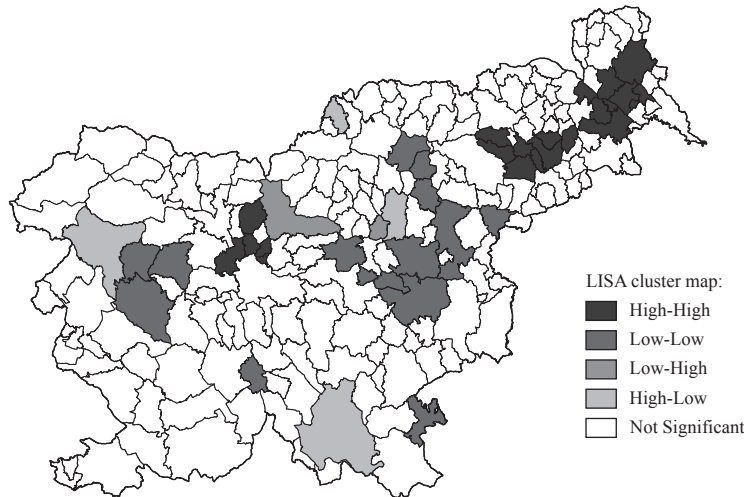 LISA cluster map:
High-High
Low-Low
Low-High
High-Low
Not Significant